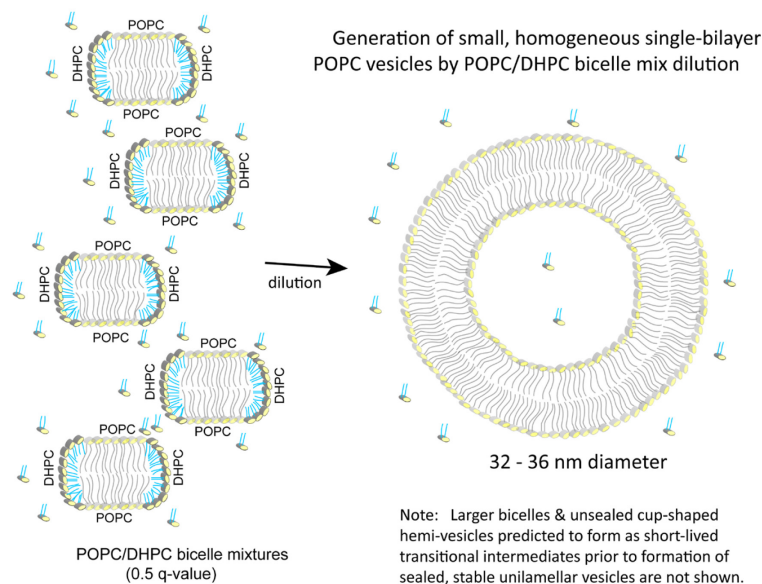 Generation of small, homogeneous single-bilayer
POPC vesicles by POPC/DHPC bicelle mix dilution
POPC
DHPC
DHPC
POPC
POPC
DHPC
DHPC
POPC
POPC
DHPC
DHPC
POPC
POPC
DHPC
DHPC
POPC
POPC
DHPC
DHPC
POPC
dilution
32 - 36 nm diameter
POPC/DHPC bicelle mixtures
(0.5 q-value)
Note: Larger bicelles & unsealed cup-shaped
hemi-vesicles predicted to form as short-lived
transitional intermediates prior to formation of
sealed, stable unilamellar vesicles are not shown.